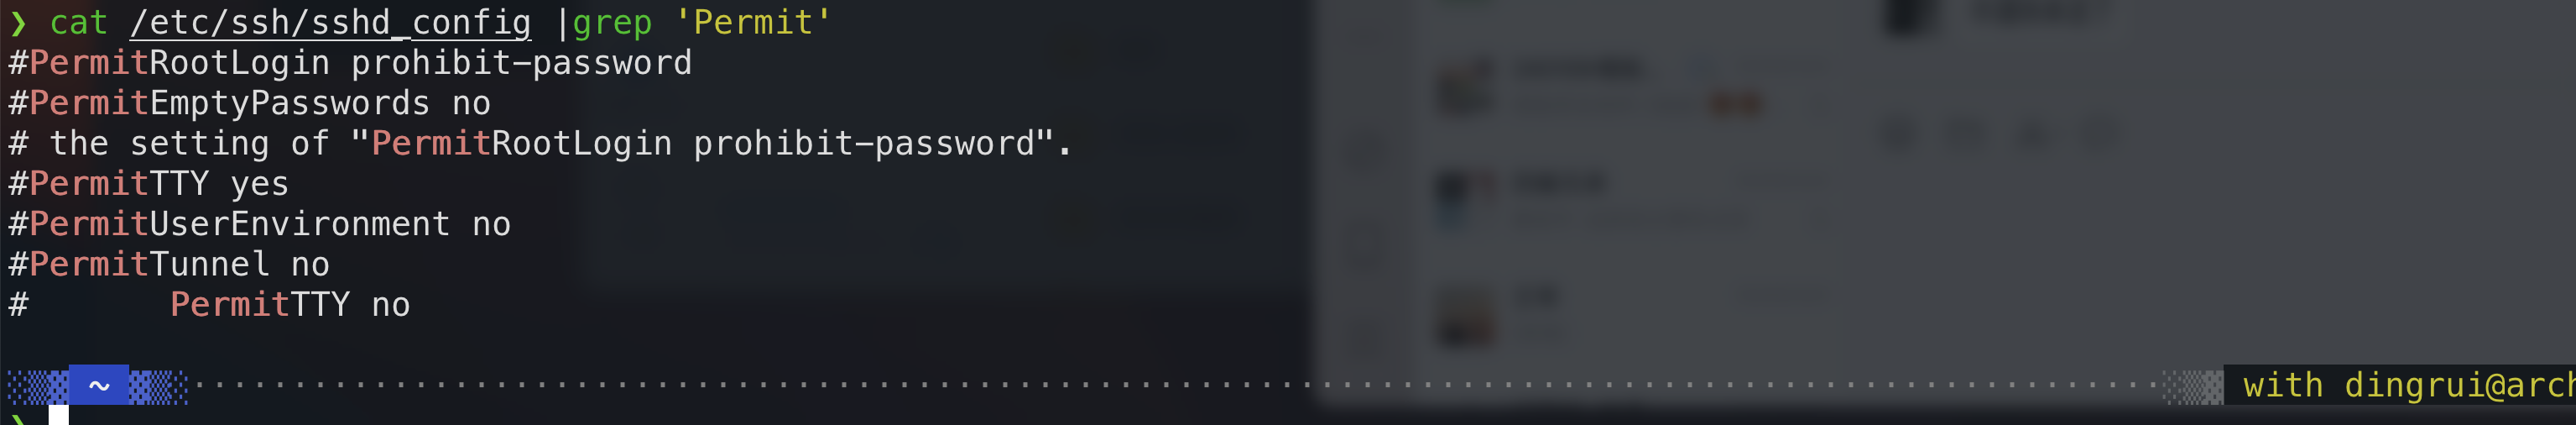 ❯ cat /etc/ssh/sshd_config |grep 'Permit'
#PermitRootLogin prohibit-password
#PermitEmptyPasswords no
# the setting of "PermitRootLogin prohibit-password".
#PermitTTY yes
#PermitUserEnvironment no
#PermitTunnel no
#       PermitTTY no
~ with dingrui@arch
❯